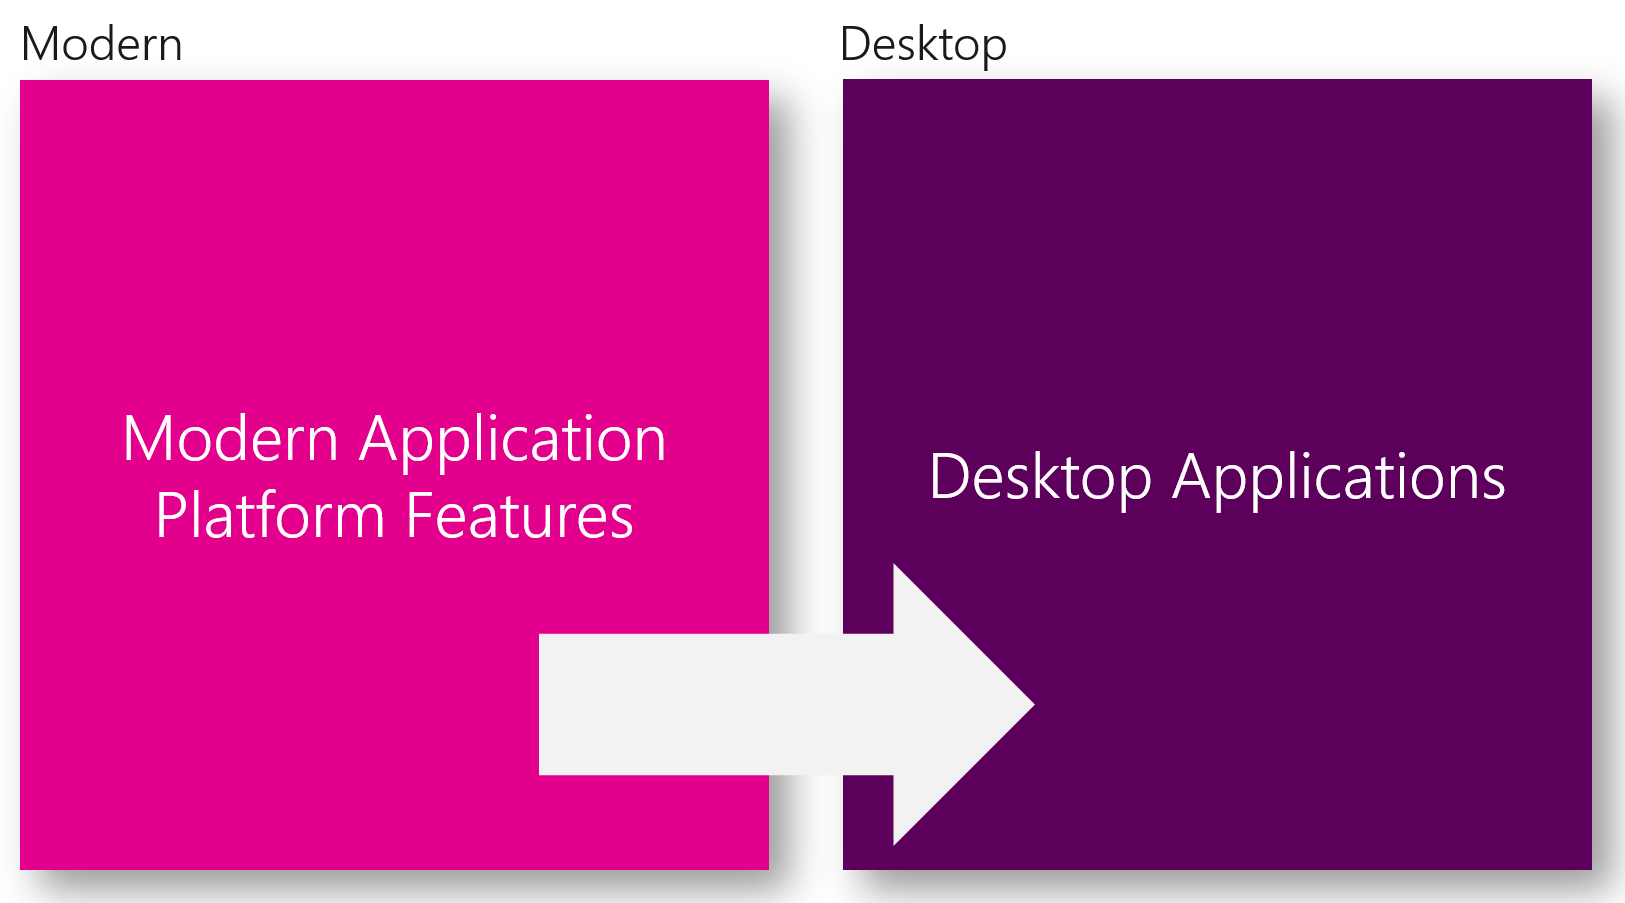 Modern
Desktop
Modern Application
Platform Features
Desktop Applications